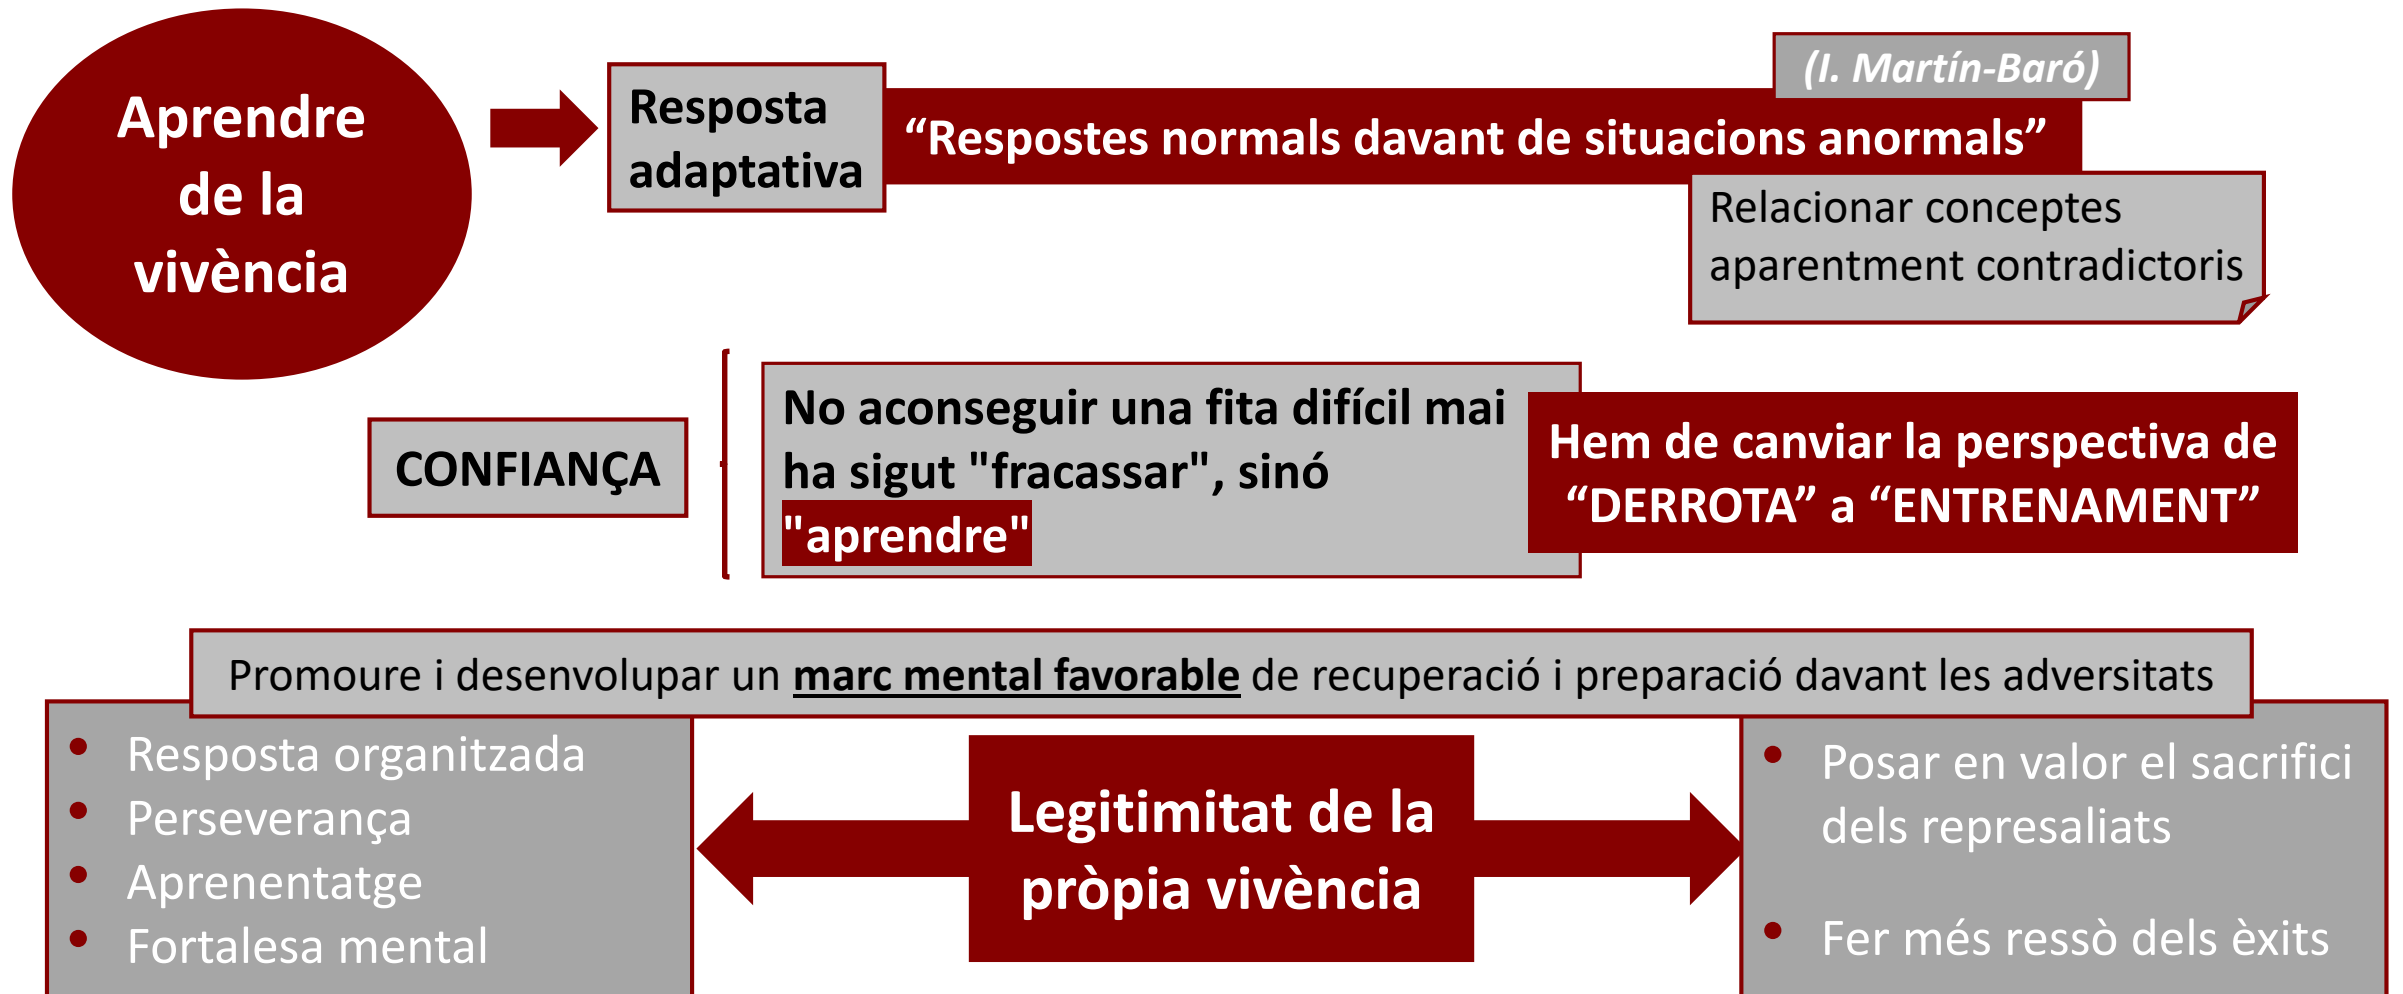 Aprendre
de la
vivència
Resposta
adaptativa
(I. Martín-Baró)
“Respostes normals davant de situacions anormals”
Relacionar conceptes
aparentment contradictoris
CONFIANÇA
No aconseguir una fita difícil mai
ha sigut "fracassar", sinó
"aprendre"
Hem de canviar la perspectiva de
“DERROTA” a “ENTRENAMENT”
Promoure i desenvolupar un marc mental favorable de recuperació i preparació davant les adversitats
• Resposta organitzada
• Perseverança
• Aprenentatge
• Fortalesa mental
Legitimitat de la
pròpia vivència
• Posar en valor el sacrifici
dels represaliats
• Fer més ressò dels èxits